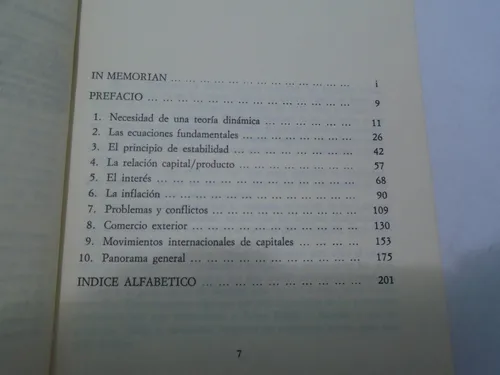 IN MEMORIAN ... ... ... ... ... ... ... ... ... ... ... ... ... i
PREFACIO ... ... ... ... ... ... ... ... ... ... ... ... ... ... ... 9
1. Necesidad de una teoría dinámica ... ... ... ... ... ... 11
2. Las ecuaciones fundamentales ... ... ... ... ... ... ... 26
3. El principio de estabilidad ... ... ... ... ... ... ... ... 42
4. La relación capital/producto ... ... ... ... ... ... ... 57
5. El interés ... ... ... ... ... ... ... ... ... ... ... ... 68
6. La inflación ... ... ... ... ... ... ... ... ... ... ... 90
7. Problemas y conflictos ... ... ... ... ... ... ... ... 109
8. Comercio exterior ... ... ... ... ... ... ... ... ... 130
9. Movimientos internacionales de capitales ... ... ... ... 153
10. Panorama general ... ... ... ... ... ... ... ... ... 175
INDICE ALFABETICO ... ... ... ... ... ... ... ... ... ... 201
7